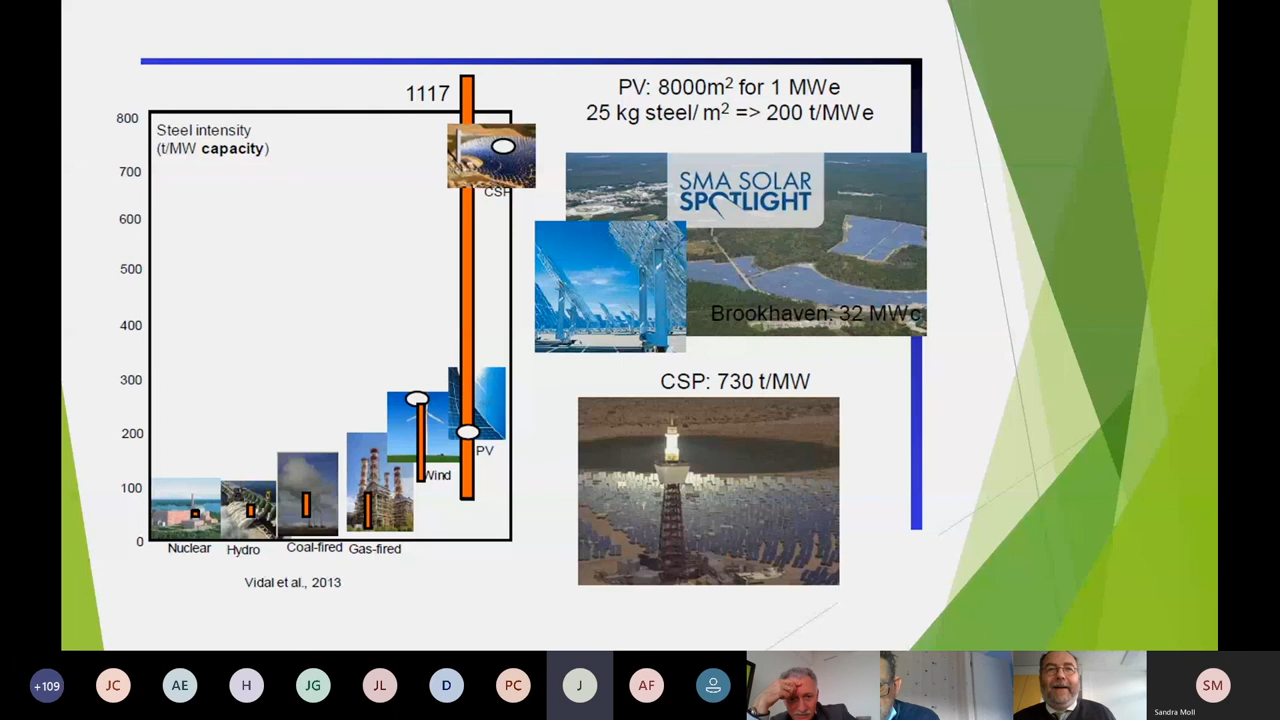 1117
PV: 8000m² for 1 MWe
25 kg steel/ m² => 200 t/MWe
Steel intensity
(t/MW capacity)
800
700
600
500
400
300
200
100
0
CSP
SMA SOLAR
SPOTLIGHT
Brookhaven: 32 MWc
CSP: 730 t/MW
PV
Wind
Nuclear
Hydro
Coal-fired
Gas-fired
Vidal et al., 2013
+109
JC
AE
H
JG
JL
D
PC
J
AF
SM
Sandra Moll